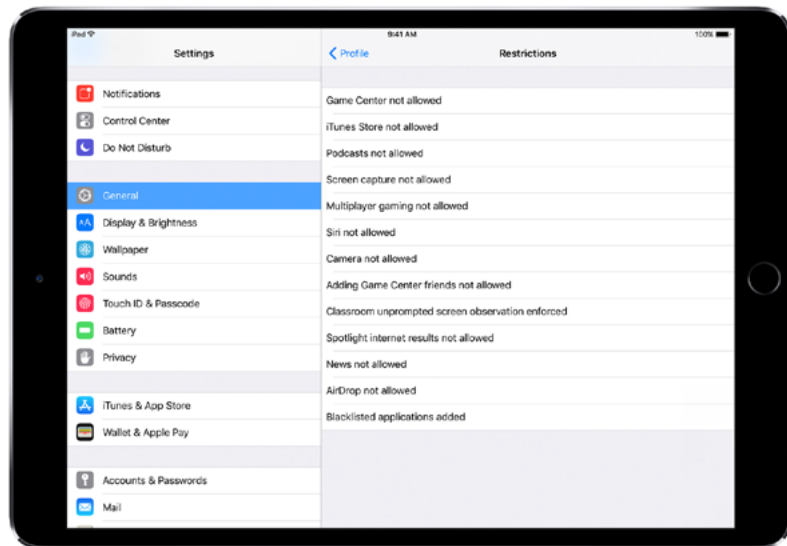 iPad
9:41 AM
100%
Settings
Profile
Restrictions
Notifications
Control Center
Do Not Disturb
General
Display & Brightness
Wallpaper
Sounds
Touch ID & Passcode
Battery
Privacy
iTunes & App Store
Wallet & Apple Pay
Accounts & Passwords
Mail
Game Center not allowed
iTunes Store not allowed
Podcasts not allowed
Screen capture not allowed
Multiplayer gaming not allowed
Siri not allowed
Camera not allowed
Adding Game Center friends not allowed
Classroom unprompted screen observation enforced
Spotlight internet results not allowed
News not allowed
AirDrop not allowed
Blacklisted applications added